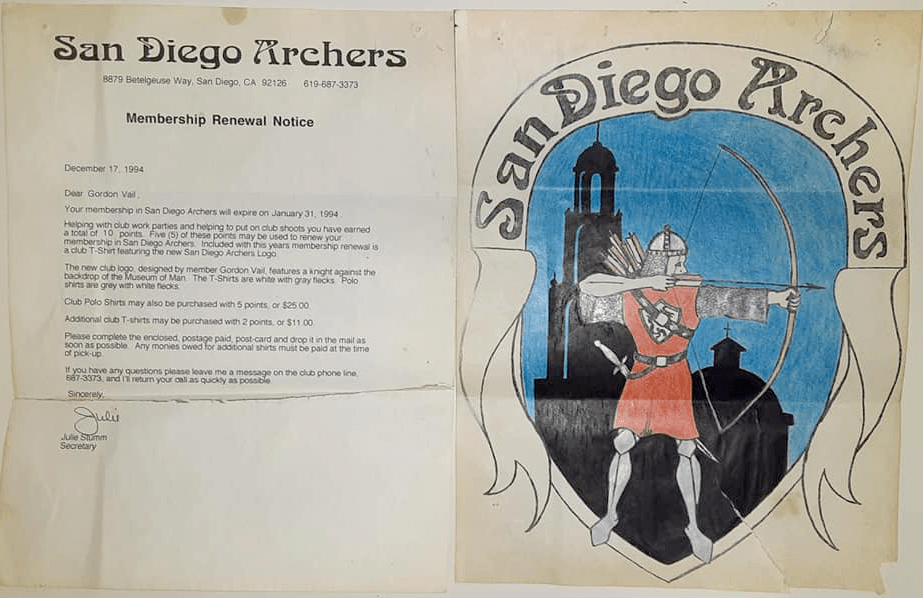 San Diego Archers
8879 Betelgeuse Way, San Diego, CA 92126 619-687-3373
Membership Renewal Notice
December 17, 1994
Dear Gordon Vail,
Your membership in San Diego Archers will expire on January 31, 1994
Helping with club work parties and helping to put on club shoots you have earned
a total of 10 points. Five (5) of these points may be used to renew your
membership in San Diego Archers. Included with this years membership renewal is
a club T-Shirt featuring the new San Diego Archers Logo.
The new club logo, designed by member Gordon Vail, features a knight against the
backdrop of the Museum of Man. The T-Shirts are white with gray flecks. Polo
shirts are grey with white flecks.
Club Polo Shirts may also be purchased with 5 points, or $25.00.
Additional club T-shirts may be purchased with 2 points, or $11.00.
Please complete the enclosed, postage paid, post-card and drop it in the mail as
soon as possible. Any monies owed for additional shirts must be paid at the time
of pick-up.
If you have any questions please leave me a message on the club phone line,
687-3373, and I'll return your call as quickly as possible.
Sincerely,
Julie
Julie Stumm
Secretary
San Diego Archers